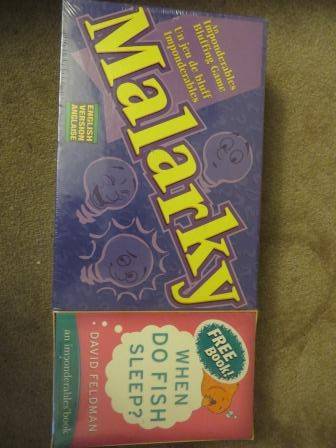 an
Imponderables
Bluffing Game
Un jeu de bluff
Imponderables
Malarky
ENGLISH
VERSION
ANGLAISE
FREE
Book!
WHEN
DO FISH
SLEEP?
DAVID FELDMAN
an imponderables book